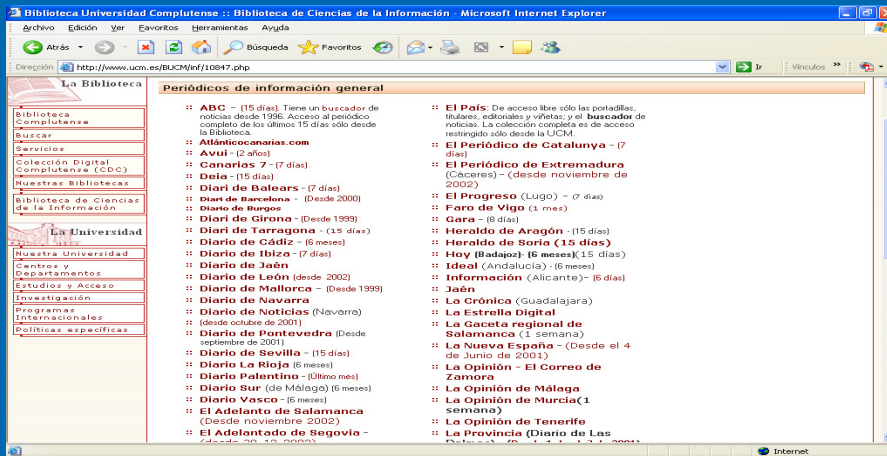 Biblioteca Universidad Complutense :: Biblioteca de Ciencias de la Información - Microsoft Internet Explorer
Archivo Edición Ver Favoritos Herramientas Ayuda
Atrás Búsqueda Favoritos
Dirección http://www.ucm.es/BUCM/inf/10847.php Ir Vínculos »
La Biblioteca
Biblioteca
Complutense
Buscar
Servicios
Colección Digital
Complutense (CDC)
Nuestras Bibliotecas
Biblioteca de Ciencias
de la Información
La Universidad
Nuestra Universidad
Centros y
Departamentos
Estudios y Acceso
Investigación
Programas
Internacionales
Políticas específicas
Periódicos de información general
:: ABC - (15 días). Tiene un buscador de
noticias desde 1996. Acceso al periódico
completo de los últimos 15 días sólo desde
la Biblioteca.
:: Atlánticocanarias.com
:: Avui - (2 años)
:: Canarias 7 - (7 días)
:: Deia - (15 días)
:: Diari de Balears - (7 días)
:: Diari de Barcelona - (Desde 2000)
:: Diario de Burgos
:: Diari de Girona - (Desde 1999)
:: Diari de Tarragona - (15 días)
:: Diario de Cádiz - (6 meses)
:: Diario de Ibiza - (7 días)
:: Diario de Jaén
:: Diario de León (desde 2002)
:: Diario de Mallorca - (Desde 1999)
:: Diario de Navarra
:: Diario de Noticias (Navarra)
:: (desde octubre de 2001)
:: Diario de Pontevedra (Desde
septiembre de 2001)
:: Diario de Sevilla - (15 días)
:: Diario La Rioja (6 meses)
:: Diario Palentino - (Último mes)
:: Diario Sur (de Málaga) (6 meses)
:: Diario Vasco - (6 meses)
:: El Adelanto de Salamanca
(Desde noviembre 2002)
:: El Adelantado de Segovia -
:: El País: De acceso libre sólo las portadillas,
titulares, editoriales y viñetas; y el buscador de
noticias. La colección completa es de acceso
restringido sólo desde la UCM.
:: El Periódico de Catalunya - (7
días)
:: El Periódico de Extremadura
(Cáceres) - (desde noviembre de
2002)
:: El Progreso (Lugo) - (7 días)
:: Faro de Vigo (1 mes)
:: Gara - (8 días)
:: Heraldo de Aragón - (15 días)
:: Heraldo de Soria (15 días)
:: Hoy (Badajoz)- (6 meses)(15 días)
:: Ideal (Andalucía) - (6 meses)
:: Información (Alicante)- (6 días)
:: Jaén
:: La Crónica (Guadalajara)
:: La Estrella Digital
:: La Gaceta regional de
Salamanca (1 semana)
:: La Nueva España - (Desde el 4
de Junio de 2001)
:: La Opinión - El Correo de
Zamora
:: La Opinión de Málaga
:: La Opinión de Murcia(1
semana)
:: La Opinión de Tenerife
:: La Provincia (Diario de Las
Internet